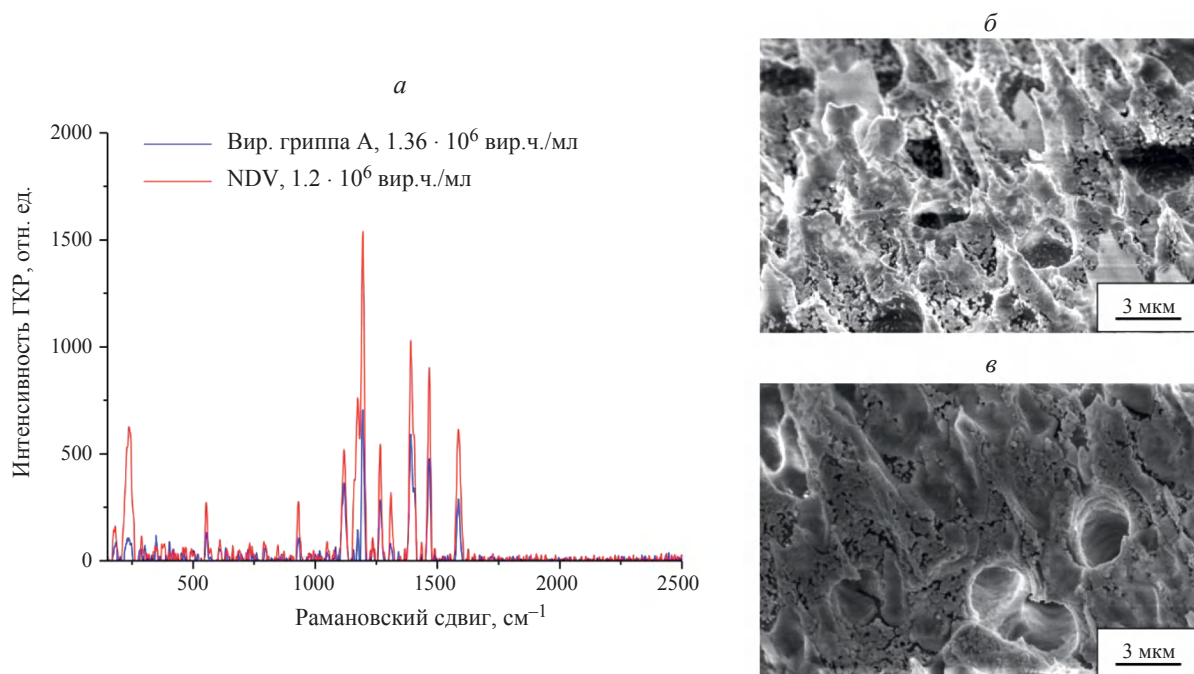 а
2000
1500
1000
500
0
500
1000
1500
2000
2500
Интенсивность ГКР, отн. ед.
Рамановский сдвиг, см⁻¹
Вир. гриппа А, 1.36 · 10⁶ вир.ч./мл
NDV, 1.2 · 10⁶ вир.ч./мл
б
3 мкм
в
3 мкм